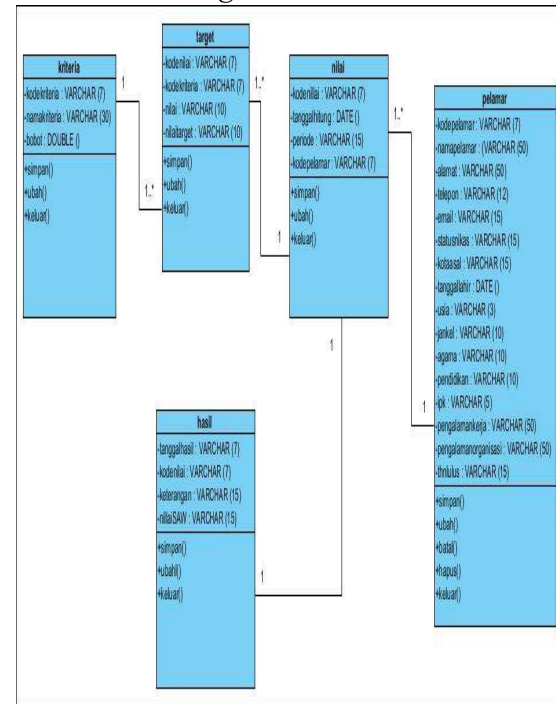 kriteria
-kodekriteria : VARCHAR (7)
-namakriteria : VARCHAR (30)
-bobot : DOUBLE ()
+simpan()
+ubah()
+keluar()
1
1..*
target
-kodenilai : VARCHAR (7)
-kodekriteria : VARCHAR (7)
-nilai : VARCHAR (10)
-nilaitarget : VARCHAR (10)
+simpan()
+ubah()
+keluar()
1..*
1
nilai
-kodenillai : VARCHAR (7)
-tanggalhitung : DATE ()
-periode : VARCHAR (15)
-kodepelamar : VARCHAR (7)
+simpan()
+ubah()
+keluar()
1..*
1
1
pelamar
-kodepelamar : VARCHAR (7)
-namapelamar : (VARCHAR (50)
-alamat : VARCHAR (50)
-telepon : VARCHAR (12)
-email : VARCHAR (15)
-statusnikas : VARCHAR (15)
-kotaasal : VARCHAR (15)
-tanggallahir : DATE ()
-usia : VARCHAR (3)
-jankel : VARCHAR (10)
-agama : VARCHAR (10)
-pendidikan : VARCHAR (10)
-ipk : VARCHAR (5)
-pengalamankerja : VARCHAR (50)
-pengalamanorganisasi : VARCHAR (50)
-thnlulus : VARCHAR (15)
+simpan()
+ubah()
+batal()
+hapus()
+keluar()
hasil
-tanggalhasil : VARCHAR (7)
-kodenilai : VARCHAR (7)
-keterangan : VARCHAR (15)
-nillaiSAW : VARCHAR (15)
+simpan()
+ubahl()
+keluar()
1